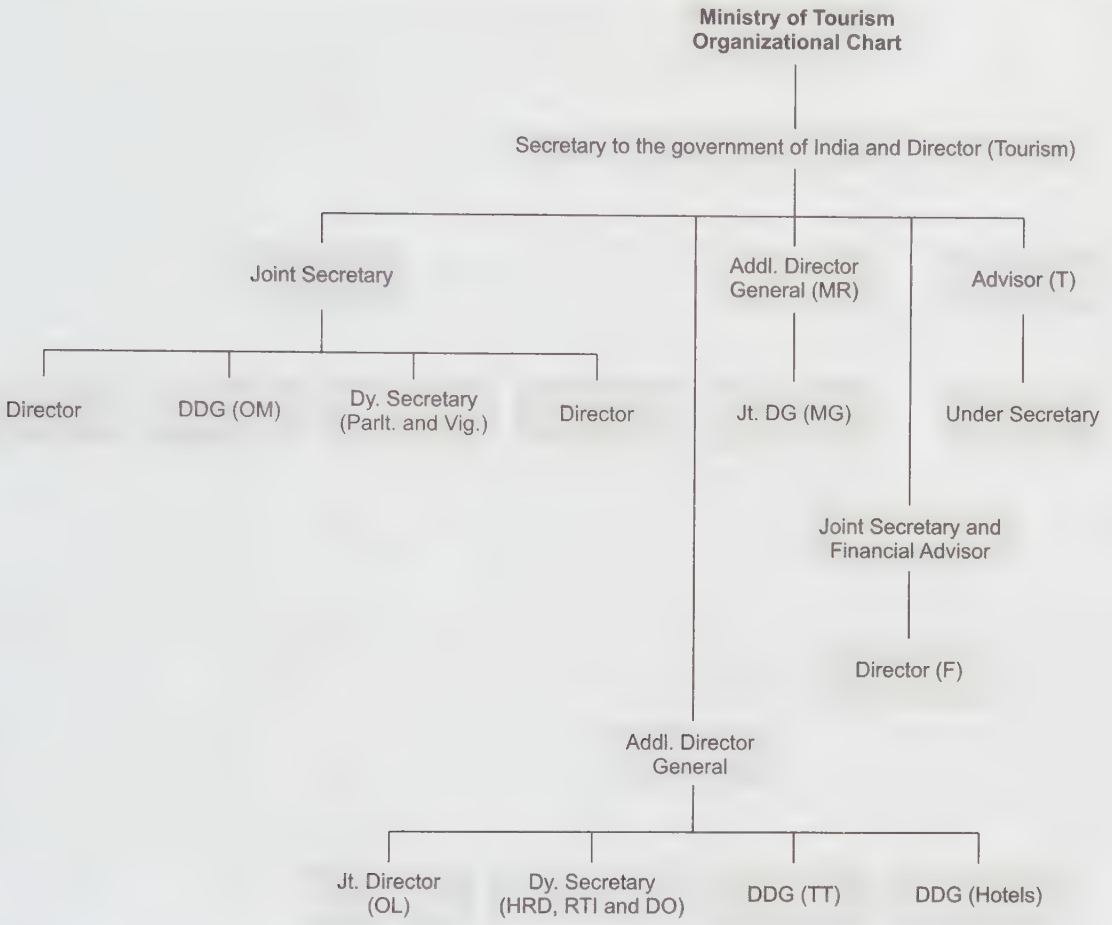 Ministry of Tourism
Organizational Chart
Secretary to the government of India and Director (Tourism)
Joint Secretary
Addl. Director
General (MR)
Advisor (T)
Director
DDG (OM)
Dy. Secretary
(Parlt. and Vig.)
Director
Jt. DG (MG)
Under Secretary
Joint Secretary and
Financial Advisor
Director (F)
Addl. Director
General
Jt. Director
(OL)
Dy. Secretary
(HRD, RTI and DO)
DDG (TT)
DDG (Hotels)